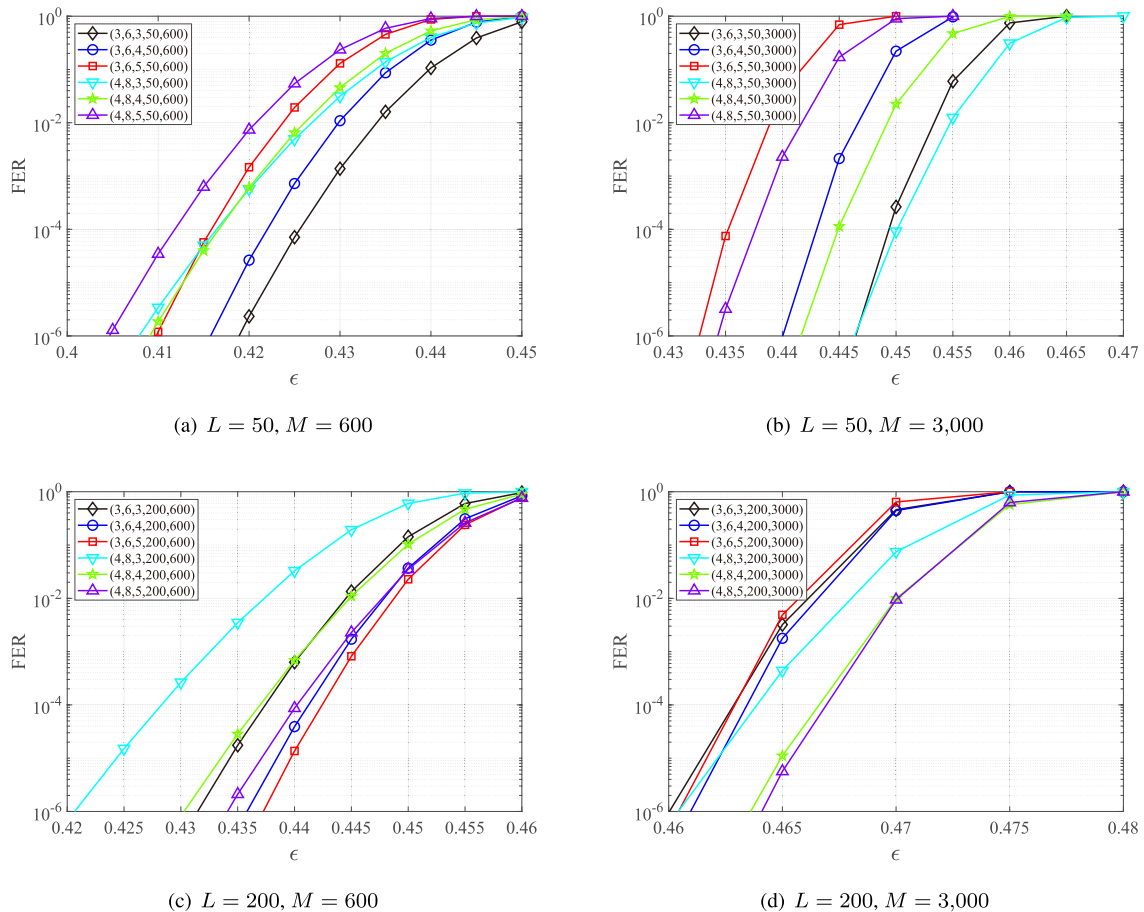 10^0
10^-2
10^-4
10^-6
FER
(3,6,3,50,600)
(3,6,4,50,600)
(3,6,5,50,600)
(4,8,3,50,600)
(4,8,4,50,600)
(4,8,5,50,600)
0.4 0.41 0.42 0.43 0.44 0.45
ϵ
(a) L = 50, M = 600
10^0
10^-2
10^-4
10^-6
FER
(3,6,3,50,3000)
(3,6,4,50,3000)
(3,6,5,50,3000)
(4,8,3,50,3000)
(4,8,4,50,3000)
(4,8,5,50,3000)
0.43 0.435 0.44 0.445 0.45 0.455 0.46 0.465 0.47
ϵ
(b) L = 50, M = 3,000
10^0
10^-2
10^-4
10^-6
FER
(3,6,3,200,600)
(3,6,4,200,600)
(3,6,5,200,600)
(4,8,3,200,600)
(4,8,4,200,600)
(4,8,5,200,600)
0.42 0.425 0.43 0.435 0.44 0.445 0.45 0.455 0.46
ϵ
(c) L = 200, M = 600
10^0
10^-2
10^-4
10^-6
FER
(3,6,3,200,3000)
(3,6,4,200,3000)
(3,6,5,200,3000)
(4,8,3,200,3000)
(4,8,4,200,3000)
(4,8,5,200,3000)
0.46 0.465 0.47 0.475 0.48
ϵ
(d) L = 200, M = 3,000